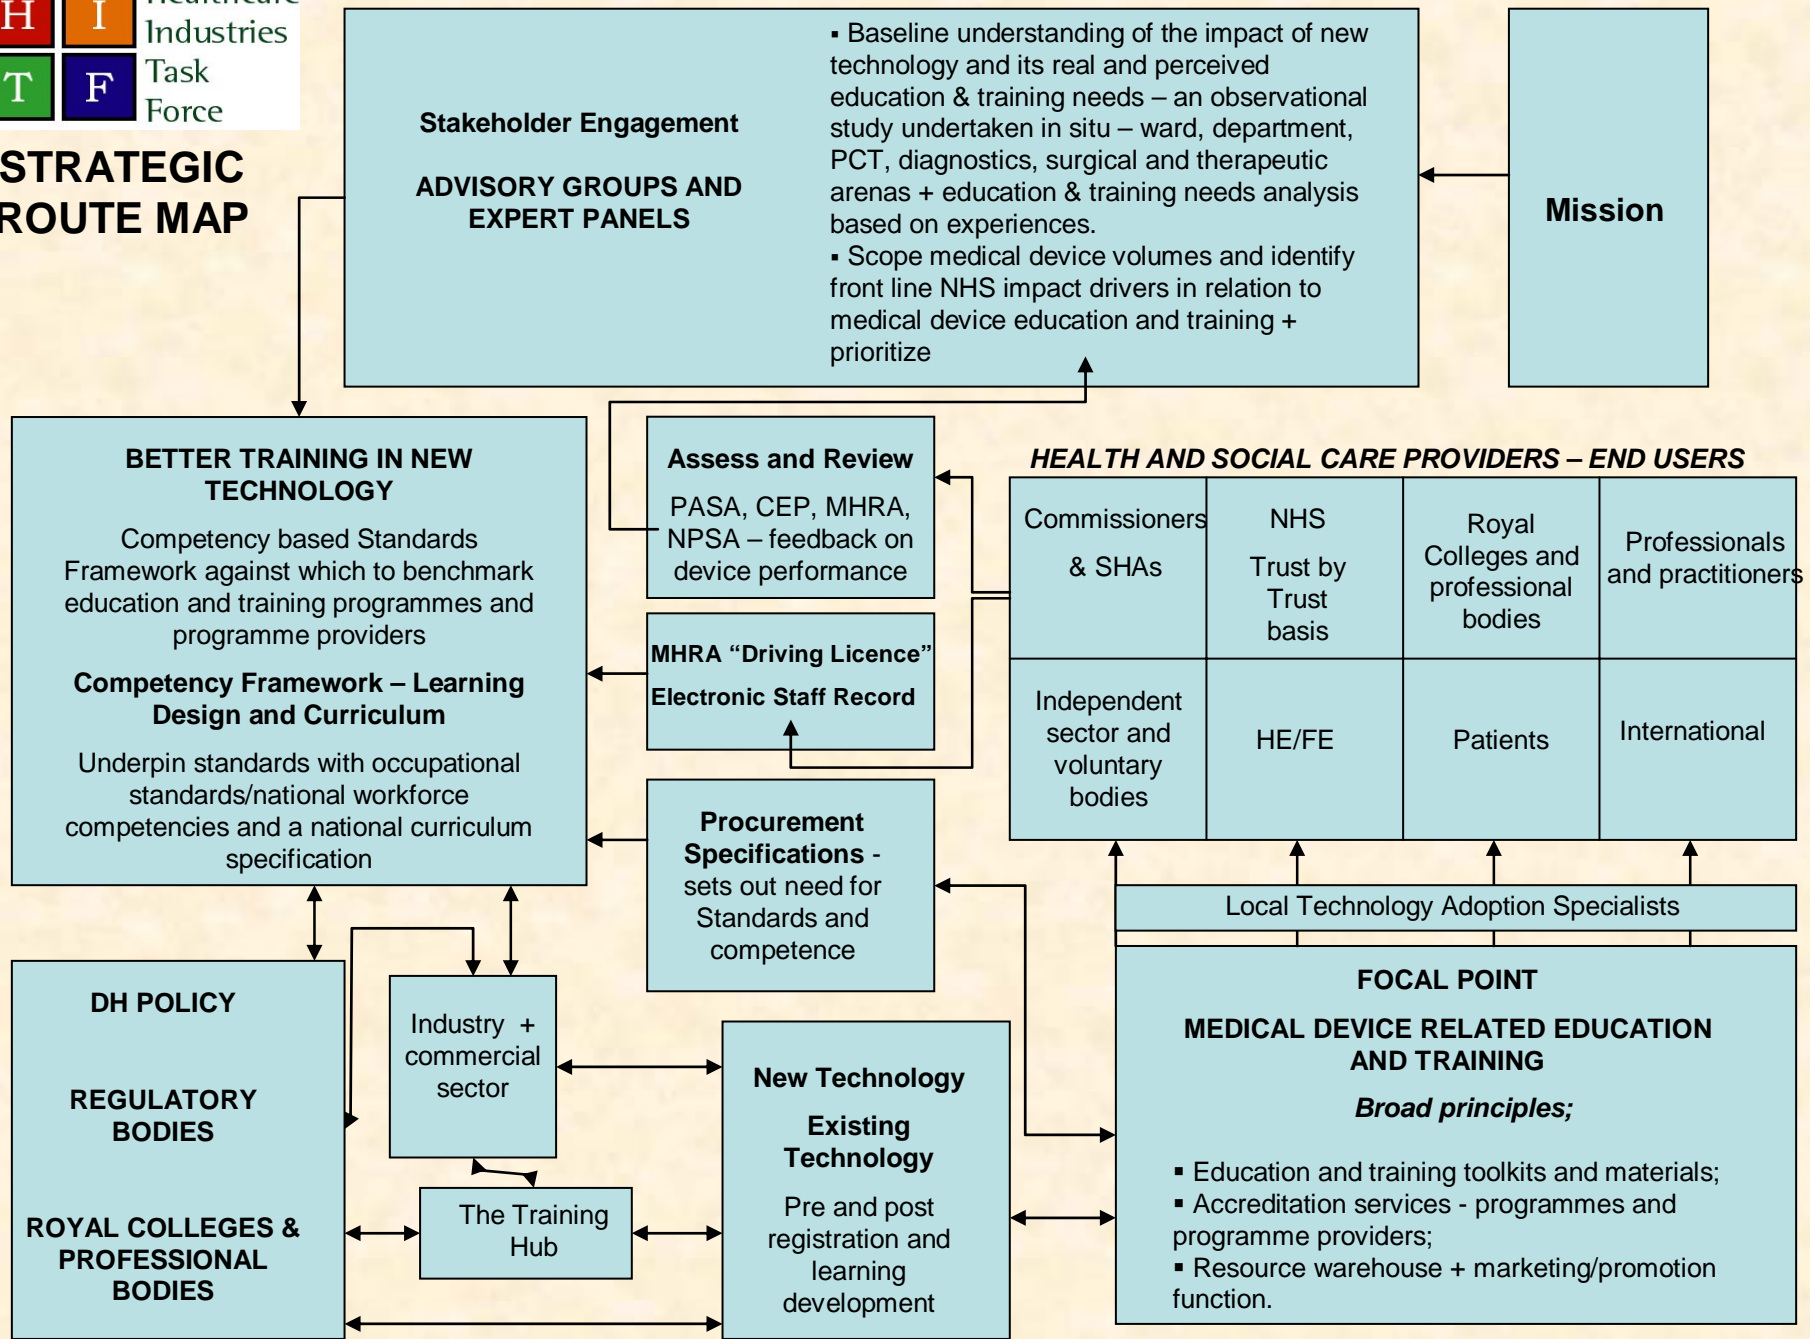 H
I
T
F
Healthcare
Industries
Task
Force
STRATEGIC
ROUTE MAP
Stakeholder Engagement
ADVISORY GROUPS AND
EXPERT PANELS
▪ Baseline understanding of the impact of new
technology and its real and perceived
education & training needs – an observational
study undertaken in situ – ward, department,
PCT, diagnostics, surgical and therapeutic
arenas + education & training needs analysis
based on experiences.
▪ Scope medical device volumes and identify
front line NHS impact drivers in relation to
medical device education and training +
prioritize
Mission
BETTER TRAINING IN NEW
TECHNOLOGY
Competency based Standards
Framework against which to benchmark
education and training programmes and
programme providers
Competency Framework – Learning
Design and Curriculum
Underpin standards with occupational
standards/national workforce
competencies and a national curriculum
specification
Assess and Review
PASA, CEP, MHRA,
NPSA – feedback on
device performance
MHRA “Driving Licence”
Electronic Staff Record
Procurement
Specifications -
sets out need for
Standards and
competence
HEALTH AND SOCIAL CARE PROVIDERS – END USERS
Commissioners
& SHAs
NHS
Trust by
Trust
basis
Royal
Colleges and
professional
bodies
Professionals
and practitioners
Independent
sector and
voluntary
bodies
HE/FE
Patients
International
Local Technology Adoption Specialists
DH POLICY
REGULATORY
BODIES
ROYAL COLLEGES &
PROFESSIONAL
BODIES
Industry +
commercial
sector
The Training
Hub
New Technology
Existing
Technology
Pre and post
registration and
learning
development
FOCAL POINT
MEDICAL DEVICE RELATED EDUCATION
AND TRAINING
Broad principles;
▪ Education and training toolkits and materials;
▪ Accreditation services - programmes and
programme providers;
▪ Resource warehouse + marketing/promotion
function.